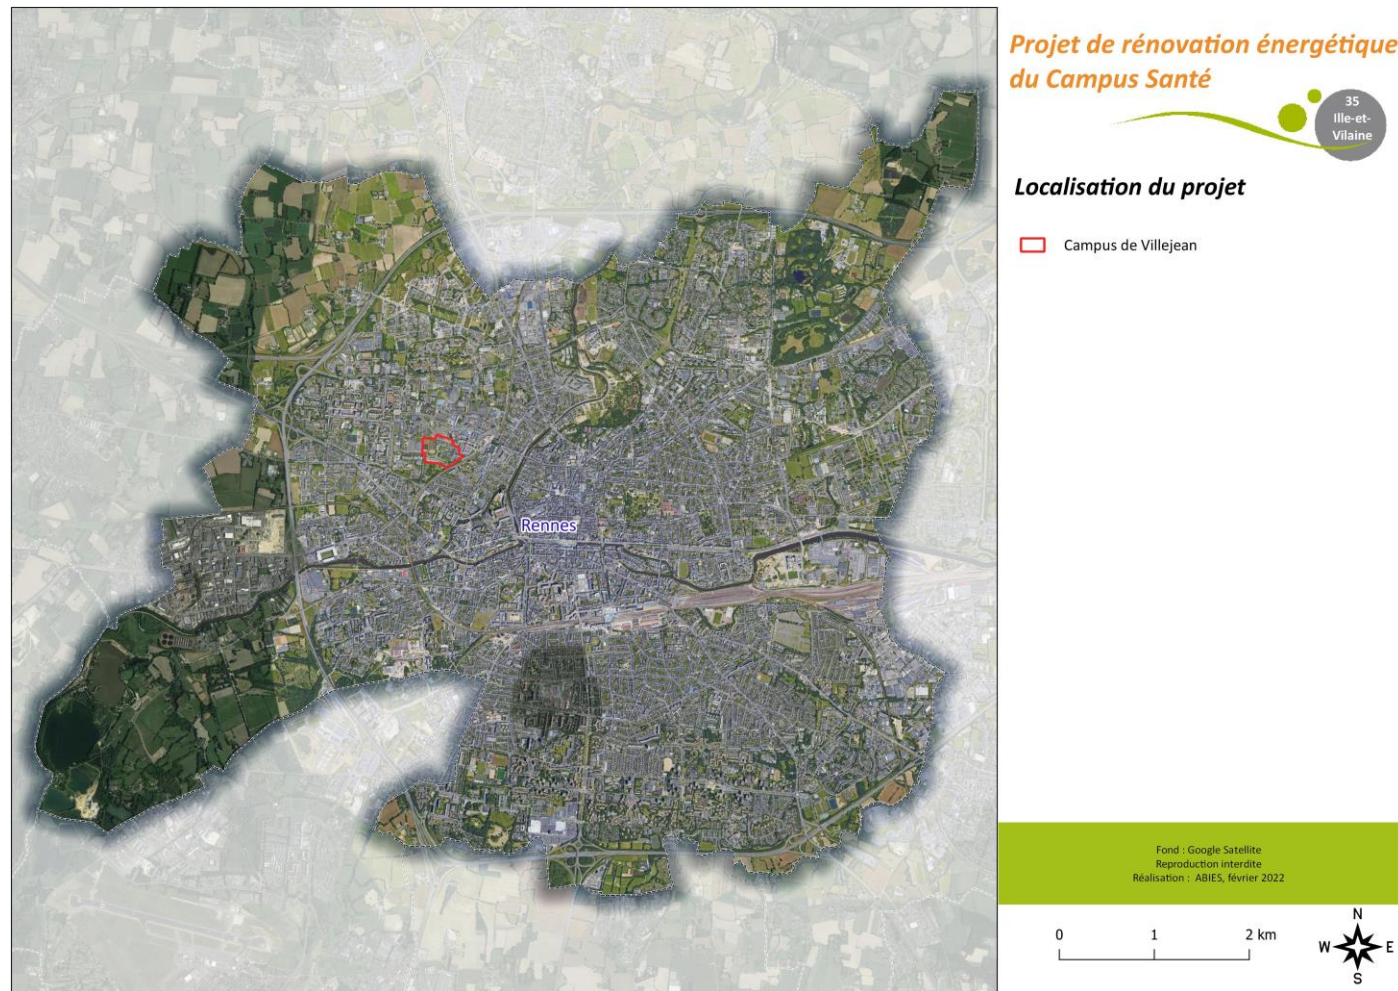 Projet de rénovation énergétique
du Campus Santé
35
Ille-et-
Vilaine
Localisation du projet
Campus de Villejean
Rennes
Fond : Google Satellite
Reproduction interdite
Réalisation : ABIES, février 2022
0 1 2 km
N
W E
S